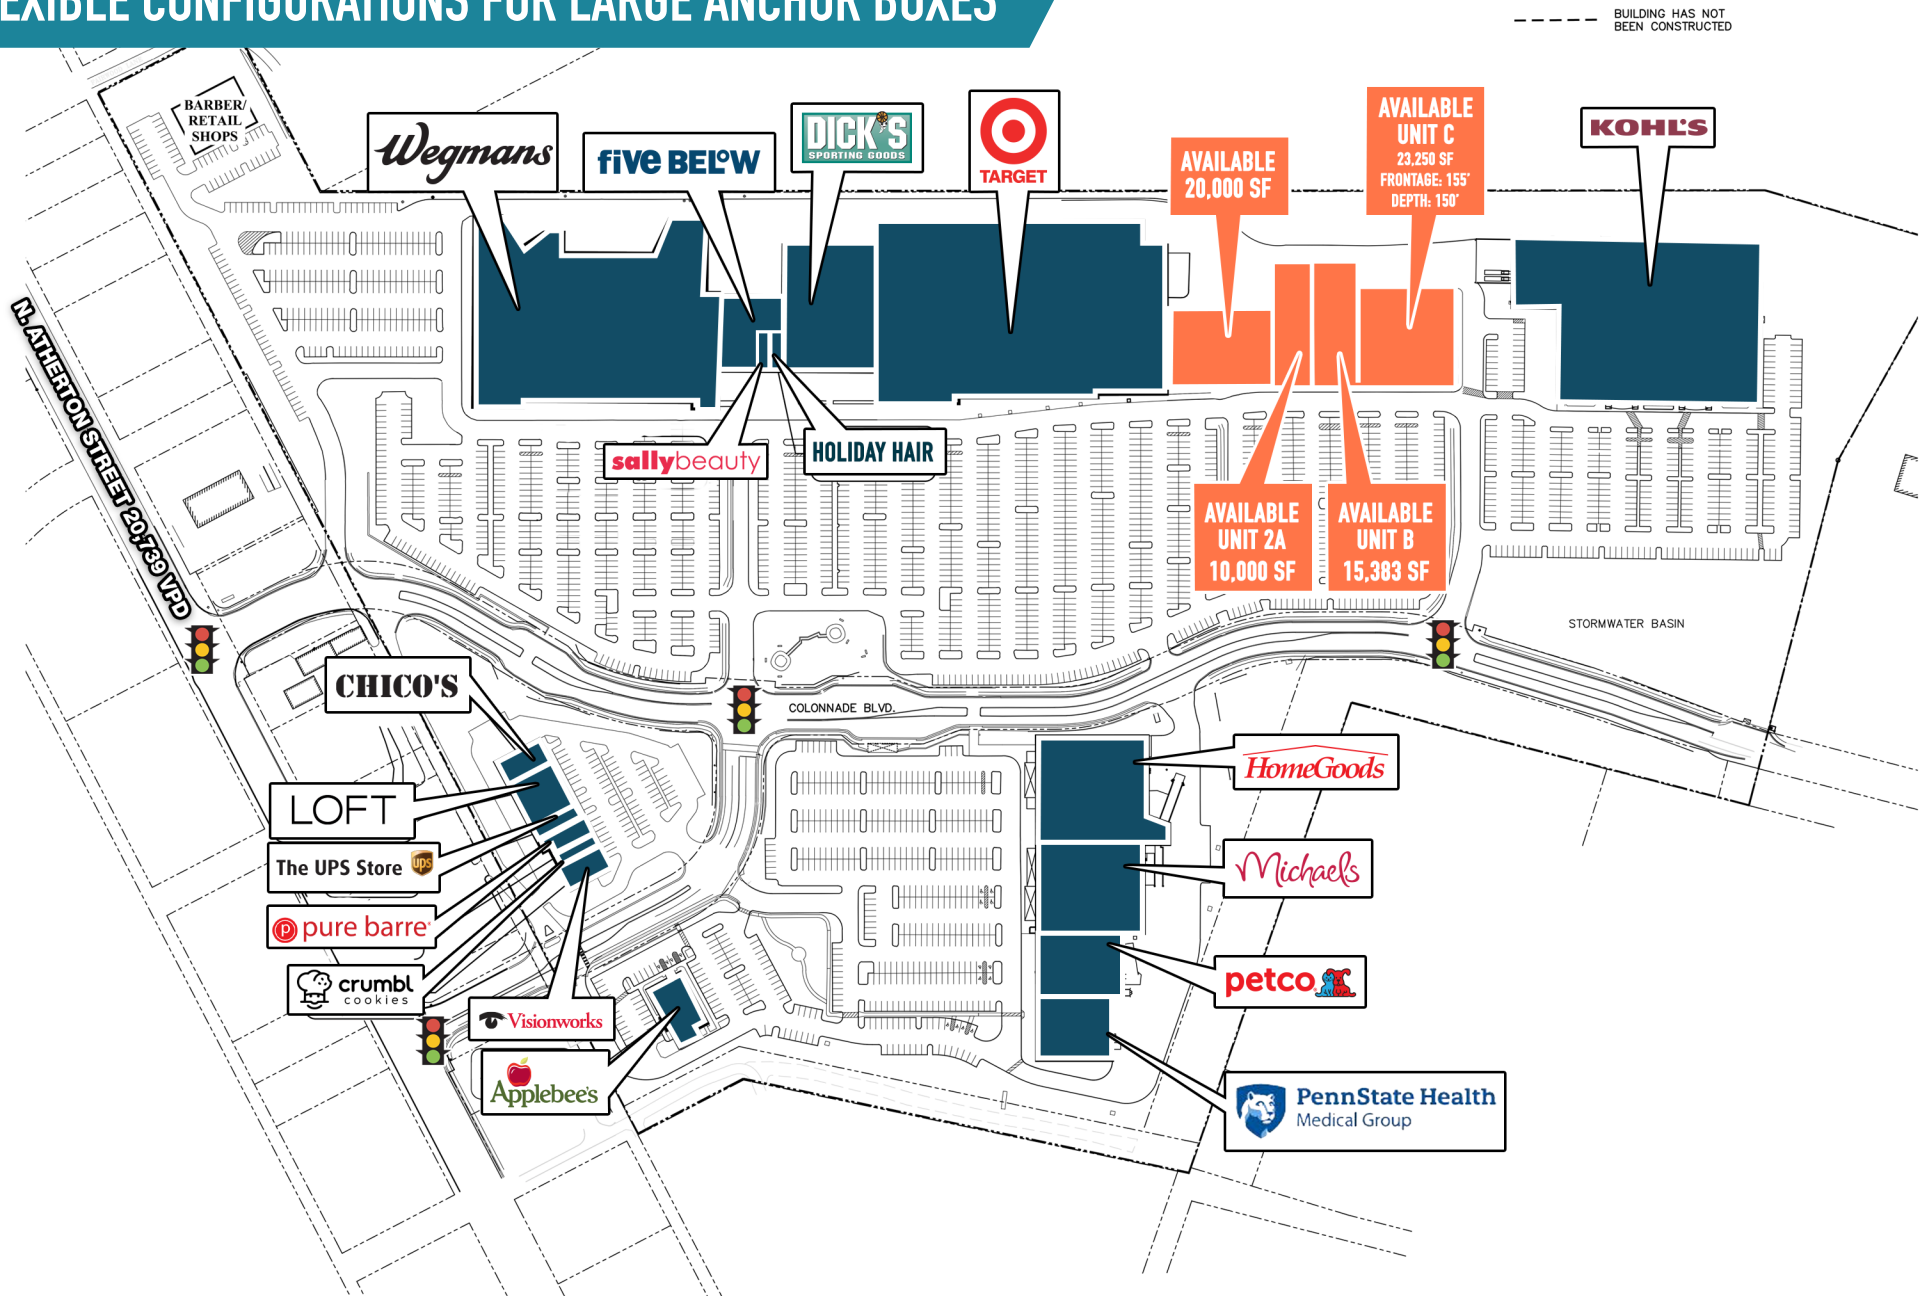 EXIBLE CONFIGURATIONS FOR LARGE ANCHOR BOXES
BUILDING HAS NOT
BEEN CONSTRUCTED
BARBER/
RETAIL
SHOPS
Wegmans
fiVe BELOW
DICK'S
SPORTING GOODS
TARGET
AVAILABLE
20,000 SF
AVAILABLE
UNIT C
23,250 SF
FRONTAGE: 155'
DEPTH: 150'
KOHL'S
N. ATHERTON STREET 20,739 VPD
sallybeauty
HOLIDAY HAIR
AVAILABLE
UNIT 2A
10,000 SF
AVAILABLE
UNIT B
15,383 SF
STORMWATER BASIN
CHICO'S
COLONNADE BLVD.
LOFT
The UPS Store
ups
p pure barre
crumbl
cookies
Visionworks
Applebee's
HomeGoods
Michaels
petco
PennState Health
Medical Group